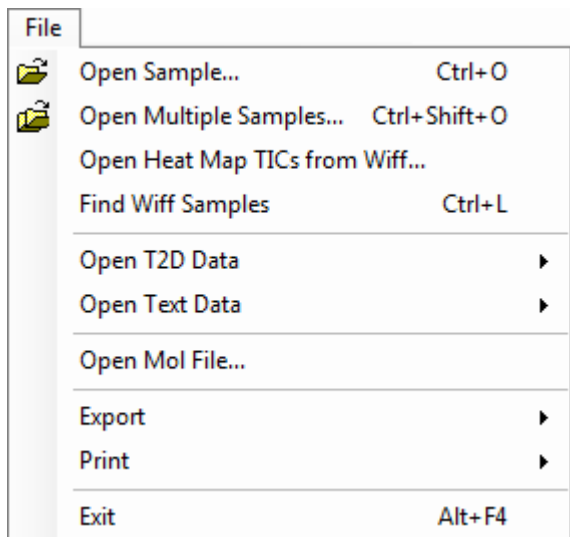 File
Open Sample... Ctrl+O
Open Multiple Samples... Ctrl+Shift+O
Open Heat Map TICs from Wiff...
Find Wiff Samples Ctrl+L
Open T2D Data
Open Text Data
Open Mol File...
Export
Print
Exit Alt+F4